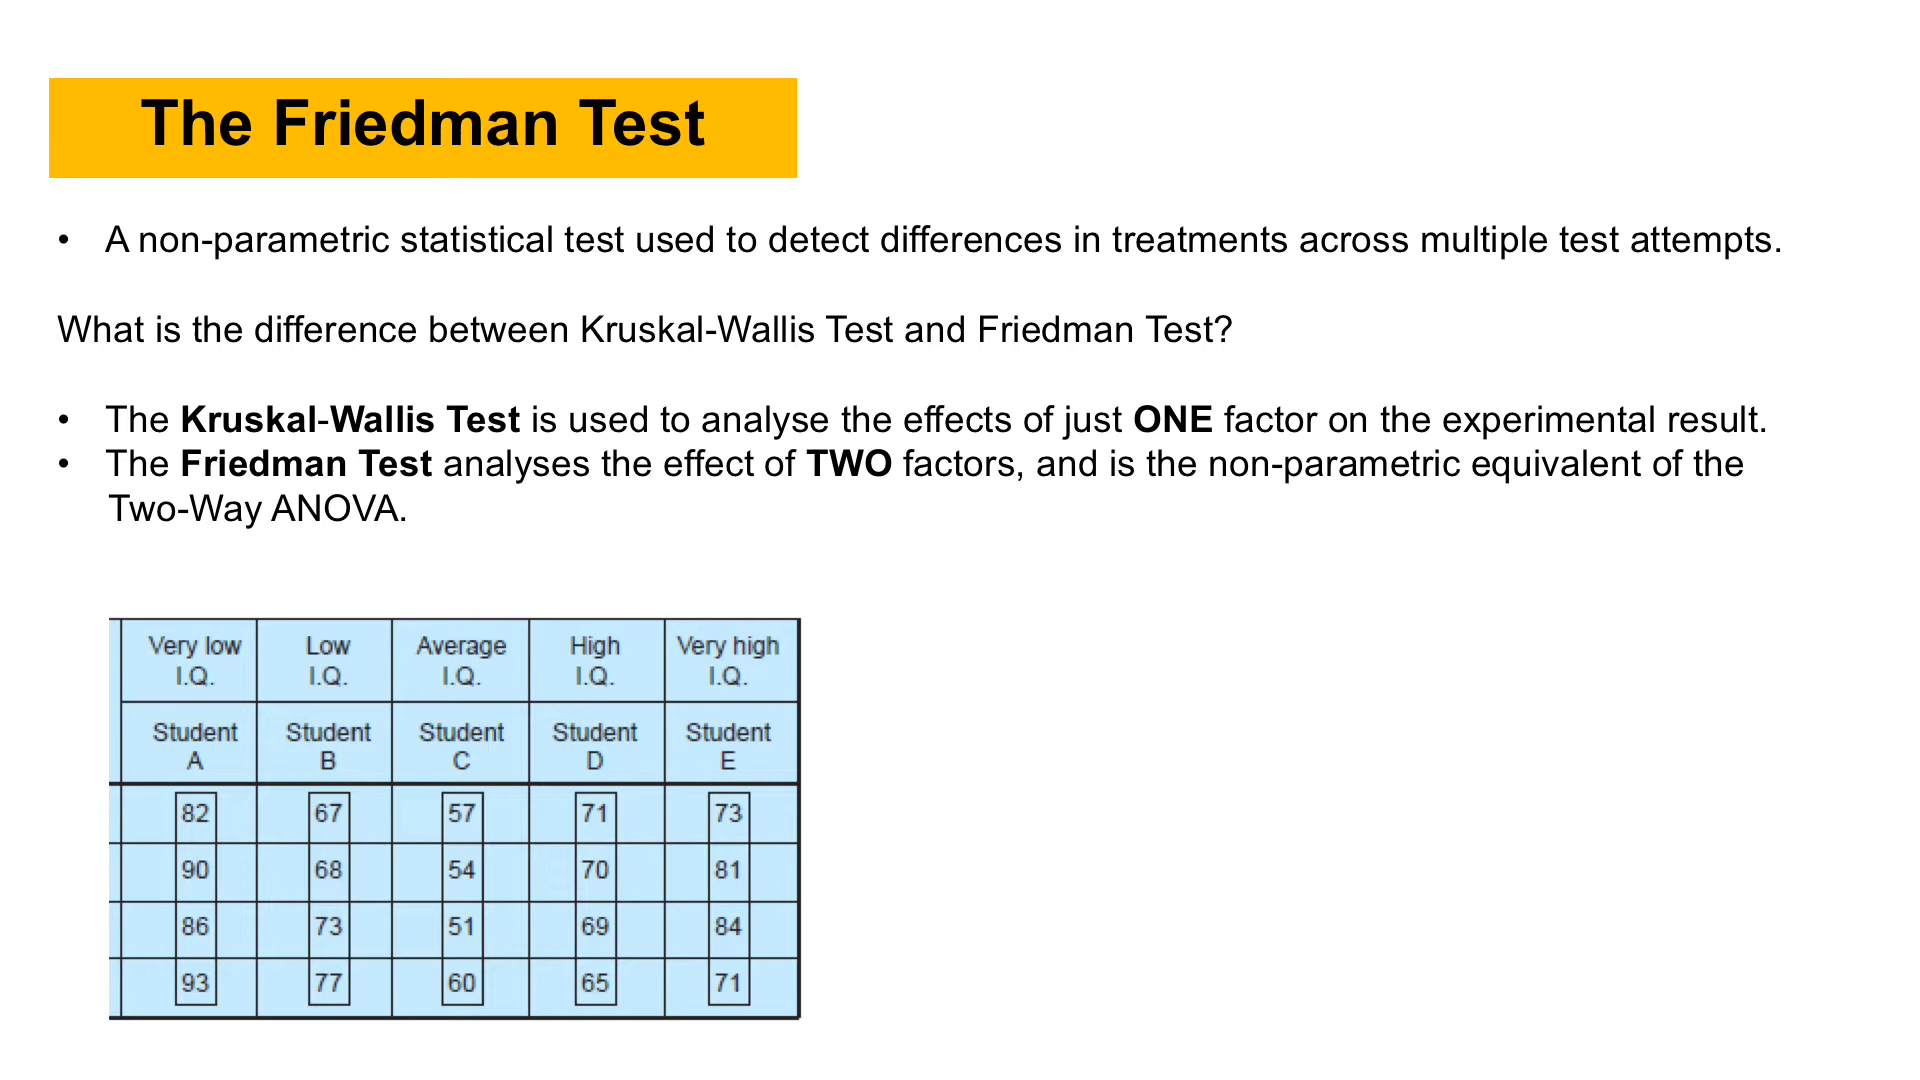 The Friedman Test
• A non-parametric statistical test used to detect differences in treatments across multiple test attempts.
What is the difference between Kruskal-Wallis Test and Friedman Test?
• The Kruskal-Wallis Test is used to analyse the effects of just ONE factor on the experimental result.
• The Friedman Test analyses the effect of TWO factors, and is the non-parametric equivalent of the
Two-Way ANOVA.
Very low Low Average High Very high
I.Q. I.Q. I.Q. I.Q. I.Q.
Student Student Student Student Student
A B C D E
82 67 57 71 73
90 68 54 70 81
86 73 51 69 84
93 77 60 65 71